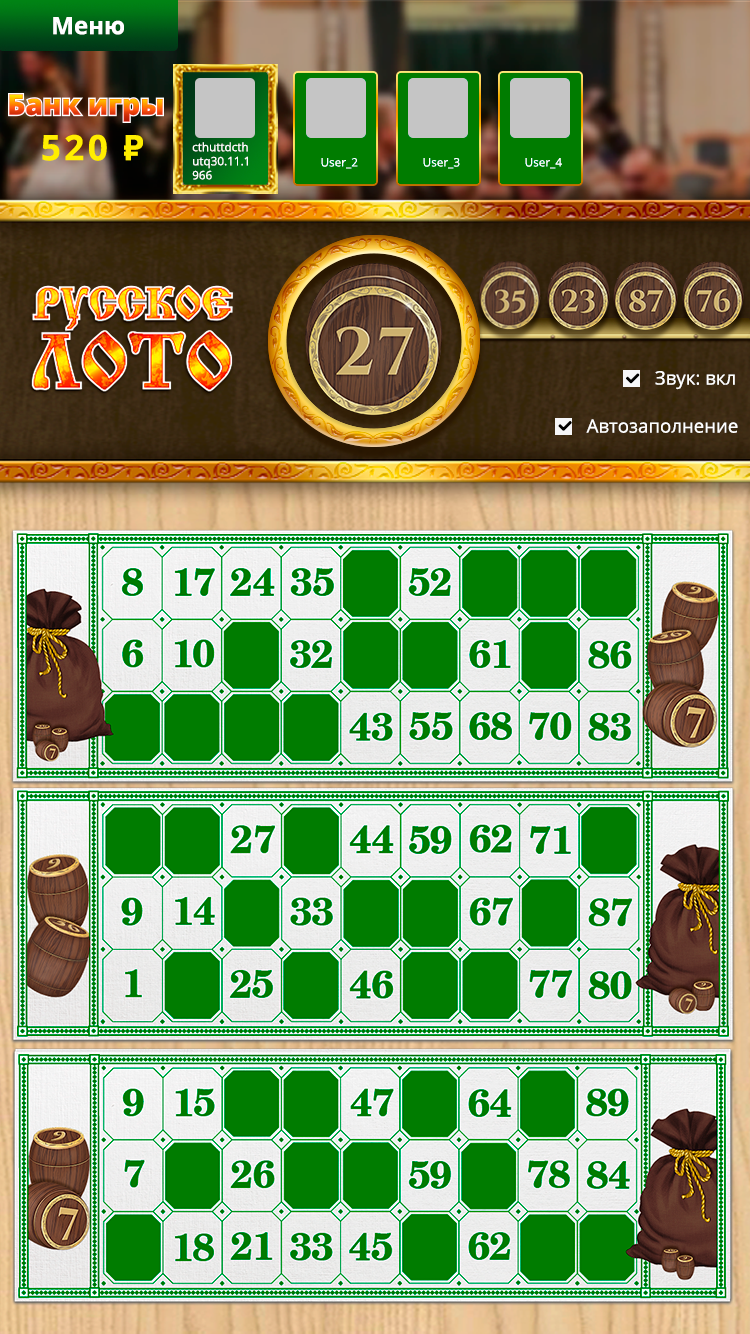 Меню
Банк игры
520 ₽
cthuttdcth
utq30.11.1
966
User_2
User_3
User_4
РУССКОЕ
ЛОТО
27
35 23 87 76
Звук: вкл
Автозаполнение
8 17 24 35 52
6 10 32 61 86
43 55 68 70 83
7
7
27 44 59 62 71
9 14 33 67 87
1 25 46 77 80
7
9 15 47 64 89
7 26 59 78 84
18 21 33 45 62
7